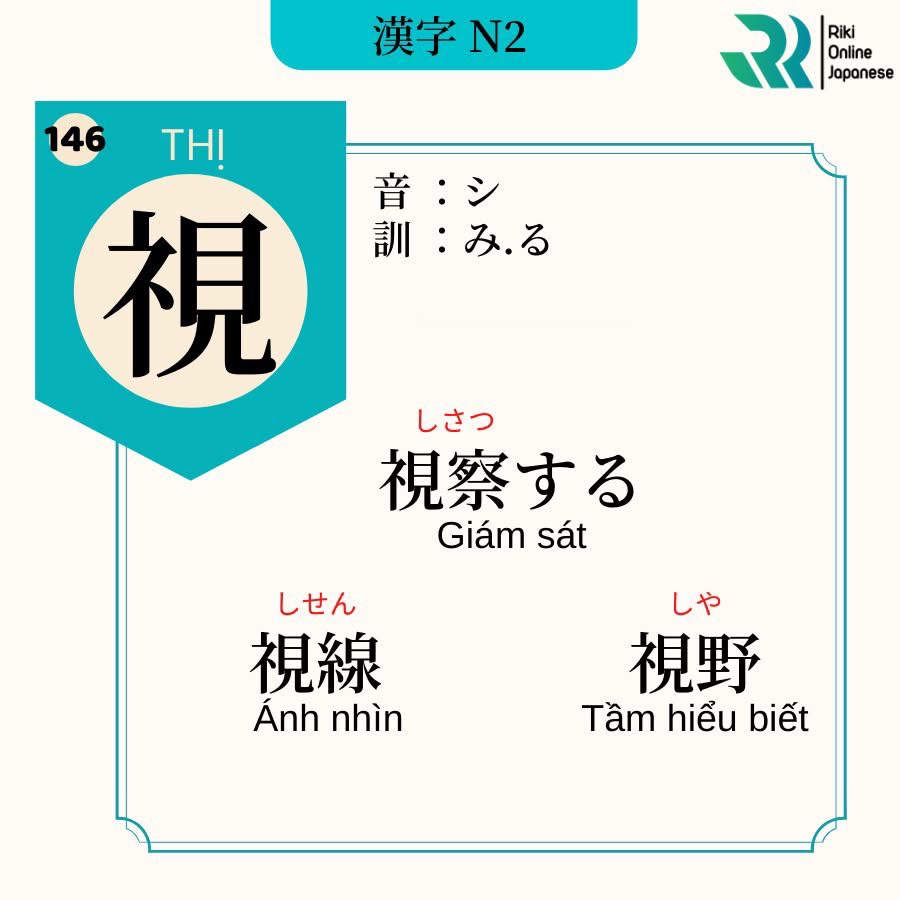 漢字 N2
Riki
Online
Japanese
146
THỊ
視
音 ：シ
訓 ：み.る
しさつ
視察する
Giám sát
しせん
視線
Ánh nhìn
しや
視野
Tầm hiểu biết